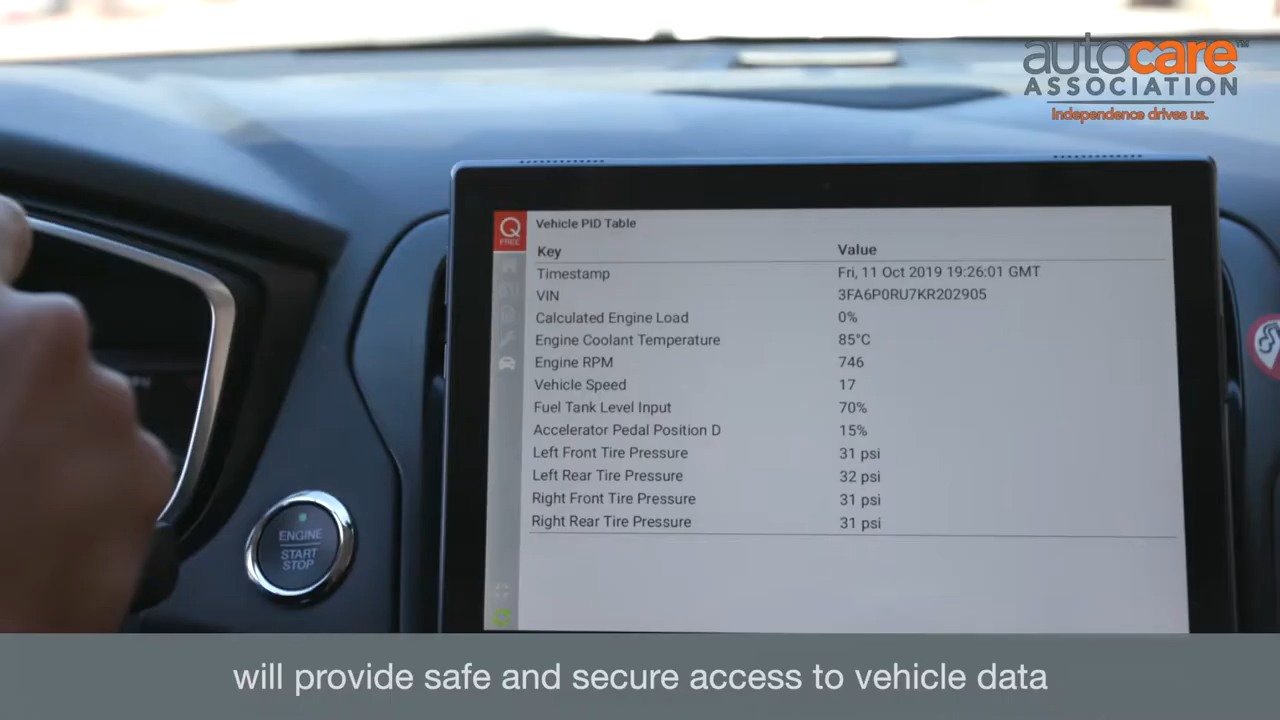 autocare™
ASSOCIATION
Independence drives us.
Q
FREE
Vehicle PID Table
Key Value
Timestamp Fri, 11 Oct 2019 19:26:01 GMT
VIN 3FA6P0RU7KR202905
Calculated Engine Load 0%
Engine Coolant Temperature 85°C
Engine RPM 746
Vehicle Speed 17
Fuel Tank Level Input 70%
Accelerator Pedal Position D 15%
Left Front Tire Pressure 31 psi
Left Rear Tire Pressure 32 psi
Right Front Tire Pressure 31 psi
Right Rear Tire Pressure 31 psi
ENGINE
START
STOP
will provide safe and secure access to vehicle data